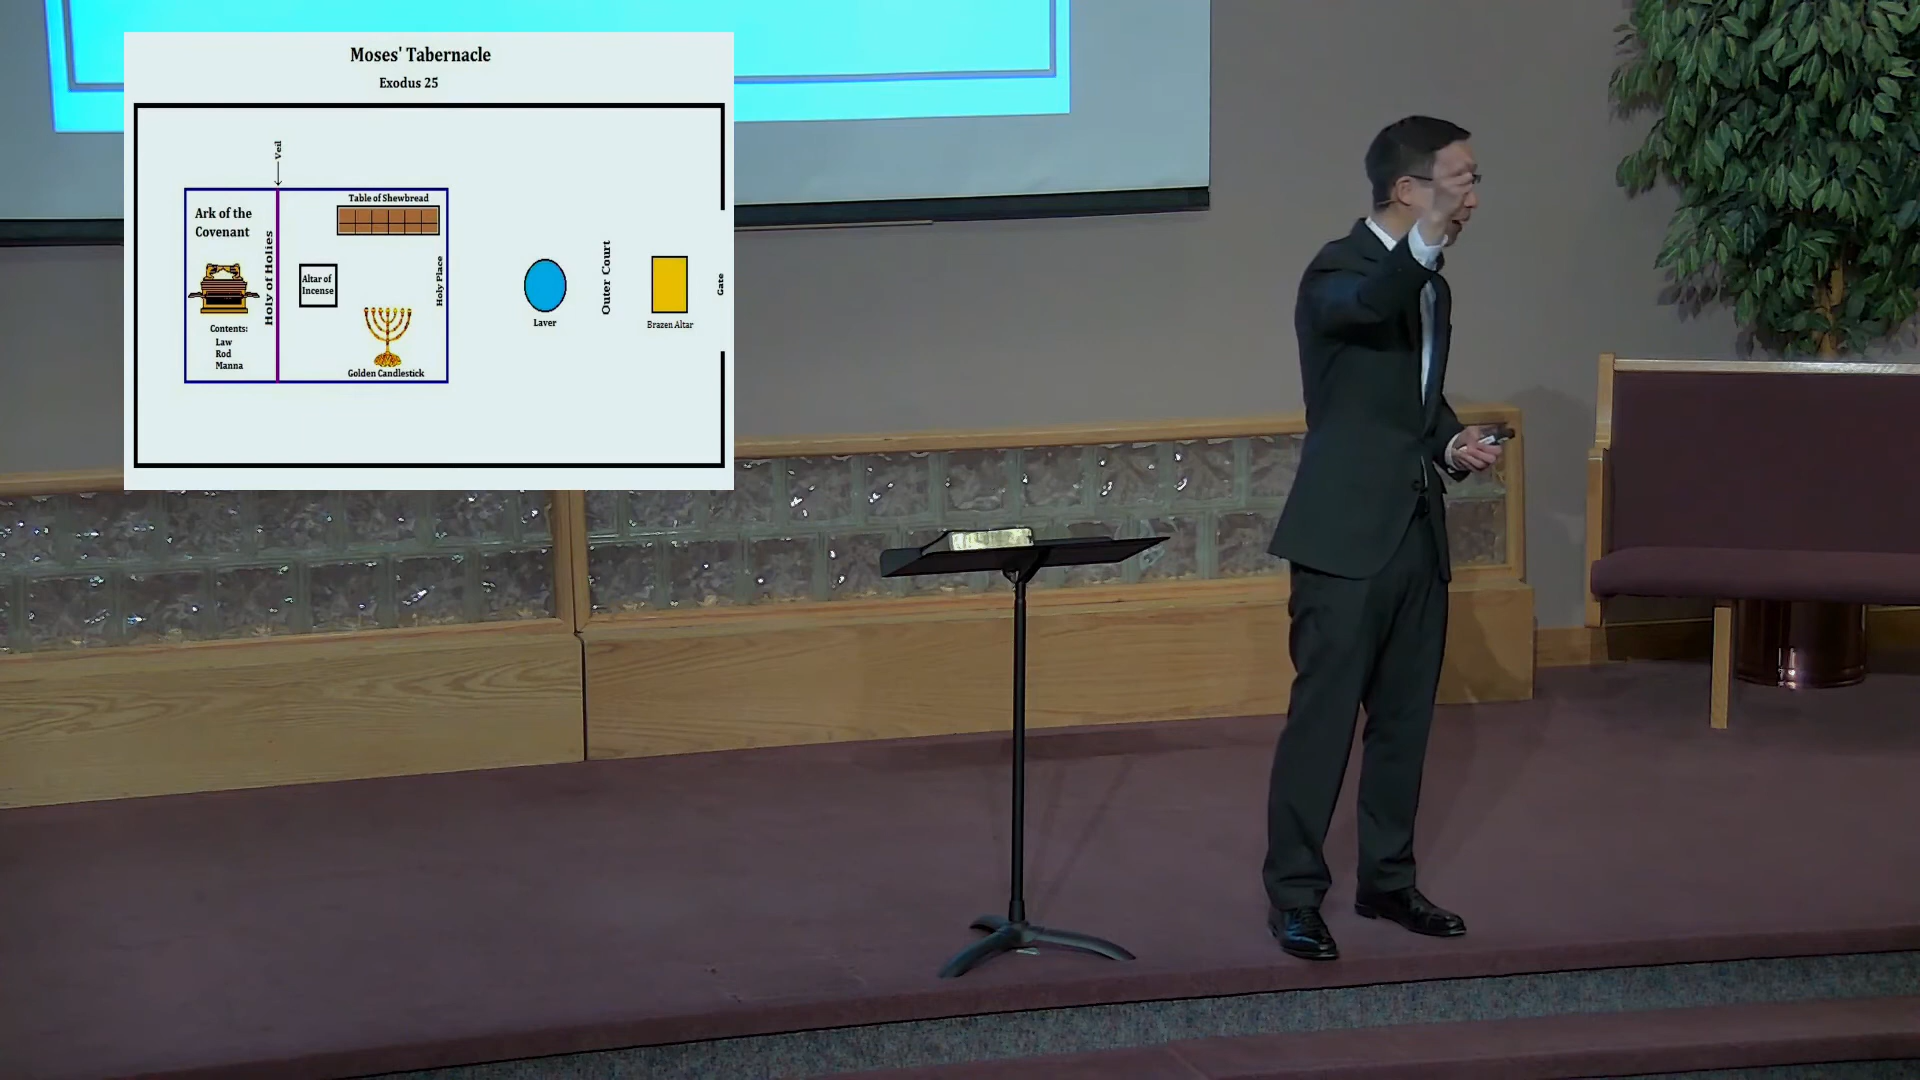 Moses' Tabernacle
Exodus 25
Veil
Ark of the
Covenant
Holy of Holies
Contents:
Law
Rod
Manna
Table of Shewbread
Altar of
Incense
Holy Place
Golden Candlestick
Laver
Outer Court
Brazen Altar
Gate